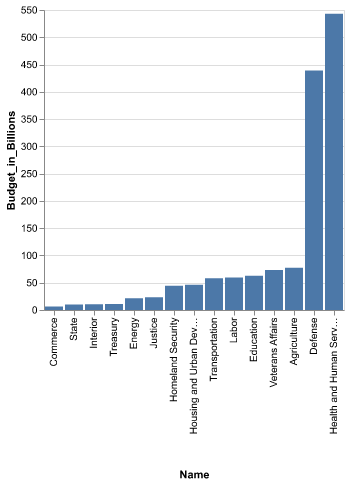 550
500
450
400
350
300
250
200
150
100
50
0
Budget_in_Billions
Commerce
State
Interior
Treasury
Energy
Justice
Homeland Security
Housing and Urban Dev…
Transportation
Labor
Education
Veterans Affairs
Agriculture
Defense
Health and Human Serv…
Name